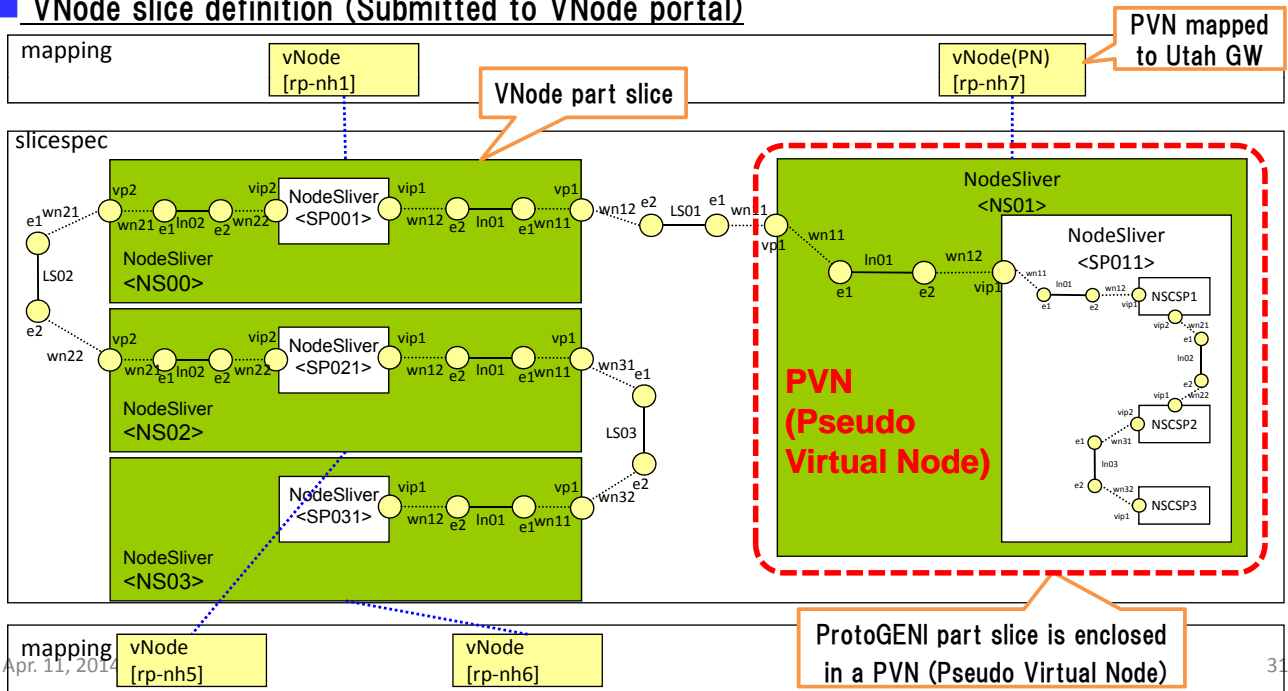 VNode slice definition (Submitted to VNode portal)
mapping
vNode
[rp-nh1]
vNode(PN)
[rp-nh7]
PVN mapped
to Utah GW
VNode part slice
slicespec
NodeSliver
<SP001>
vp2
vip2
vip1
vp1
wn21
e1
ln02
e2
wn22
wn12
e2
ln01
e1
wn11
NodeSliver
<NS00>
e1
wn21
LS02
e2
wn22
wn12
e2
LS01
e1
wn11
vp1
NodeSliver
<SP021>
vp2
vip2
vip1
vp1
wn21
e1
ln02
e2
wn22
wn12
e2
ln01
e1
wn11
NodeSliver
<NS02>
wn31
e1
LS03
e2
wn32
NodeSliver
<SP031>
vip1
vp1
wn12
e2
ln01
e1
wn11
NodeSliver
<NS03>
NodeSliver
<NS01>
wn11
e1
ln01
e2
wn12
vip1
NodeSliver
<SP011>
wn11
e1
ln01
e2
wn12
vip1
NSCSP1
vip2
wn21
e1
ln02
e2
wn22
vip1
NSCSP2
vip2
wn31
e1
ln03
e2
wn32
vip1
NSCSP3
PVN
(Pseudo
Virtual Node)
ProtoGENI part slice is enclosed
in a PVN (Pseudo Virtual Node)
mapping
vNode
[rp-nh5]
vNode
[rp-nh6]
Apr. 11, 2014
31